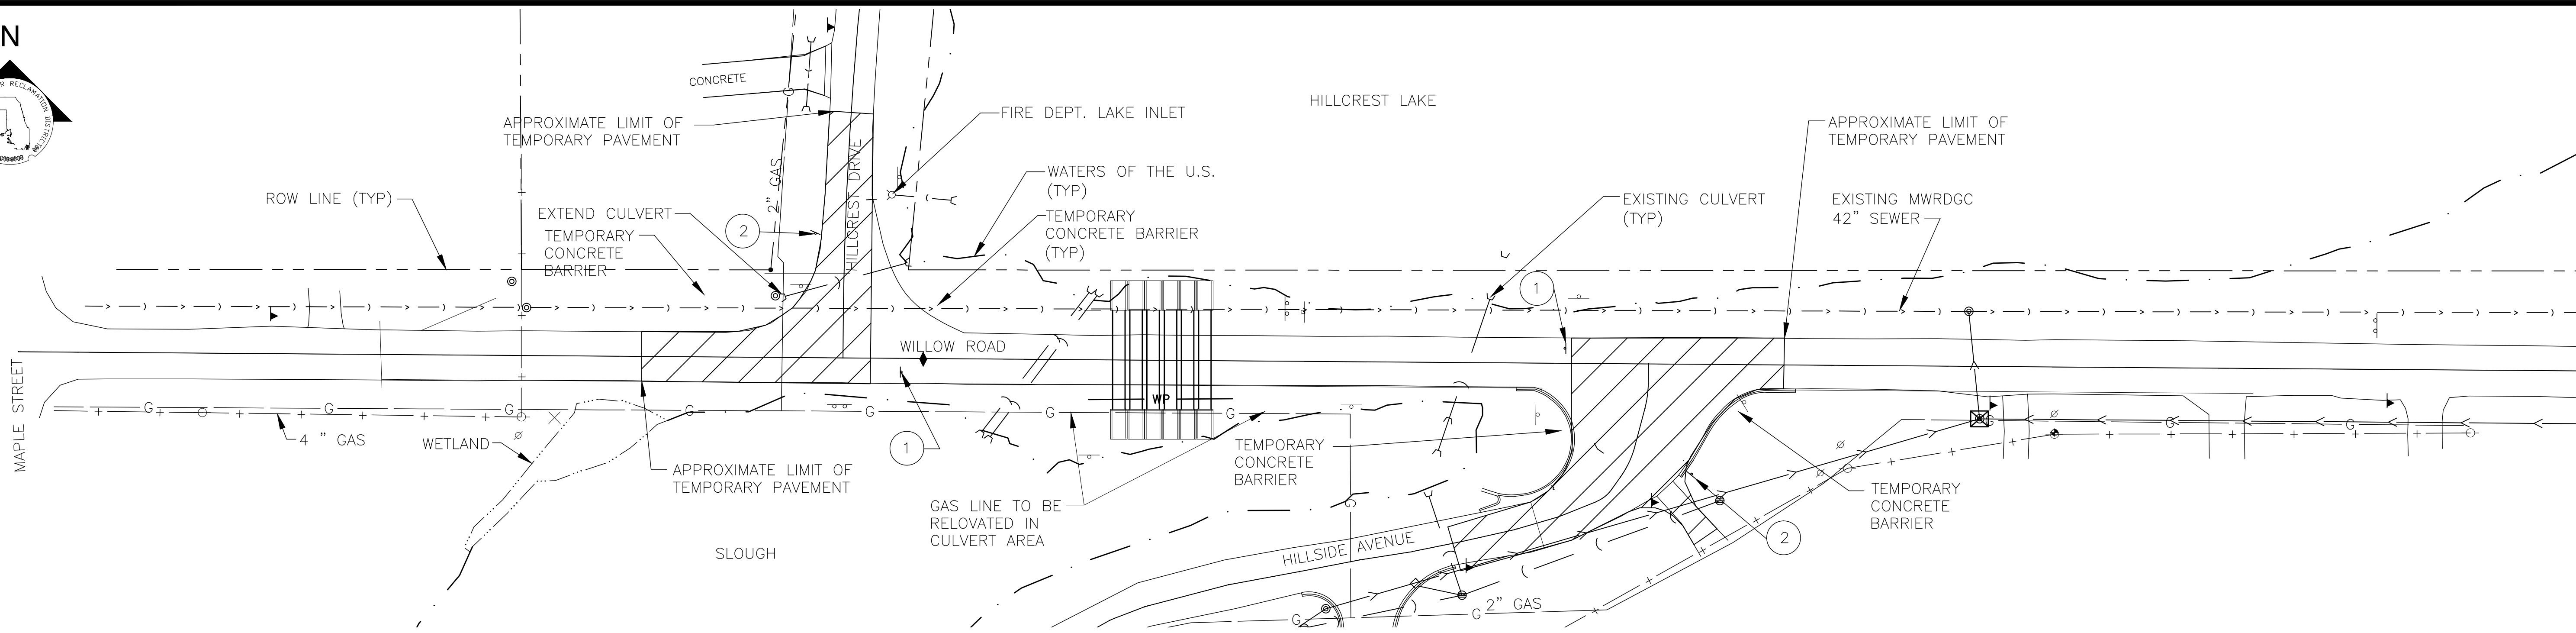 N
R RECLAMATION DISTRICT
CONCRETE
APPROXIMATE LIMIT OF
TEMPORARY PAVEMENT
FIRE DEPT. LAKE INLET
HILLCREST LAKE
APPROXIMATE LIMIT OF
TEMPORARY PAVEMENT
ROW LINE (TYP)
EXTEND CULVERT
TEMPORARY
CONCRETE
BARRIER
2
2" GAS
HILLCREST DRIVE
WATERS OF THE U.S.
(TYP)
TEMPORARY
CONCRETE BARRIER
(TYP)
EXISTING CULVERT
(TYP)
EXISTING MWRDGC
42" SEWER
1
MAPLE STREET
WILLOW ROAD
WP
4 " GAS
WETLAND
1
APPROXIMATE LIMIT OF
TEMPORARY PAVEMENT
GAS LINE TO BE
RELOVATED IN
CULVERT AREA
TEMPORARY
CONCRETE
BARRIER
TEMPORARY
CONCRETE
BARRIER
2
SLOUGH
HILLSIDE AVENUE
2" GAS
G
G
G
G
G
G
G
G
G
G
G
G
G
G